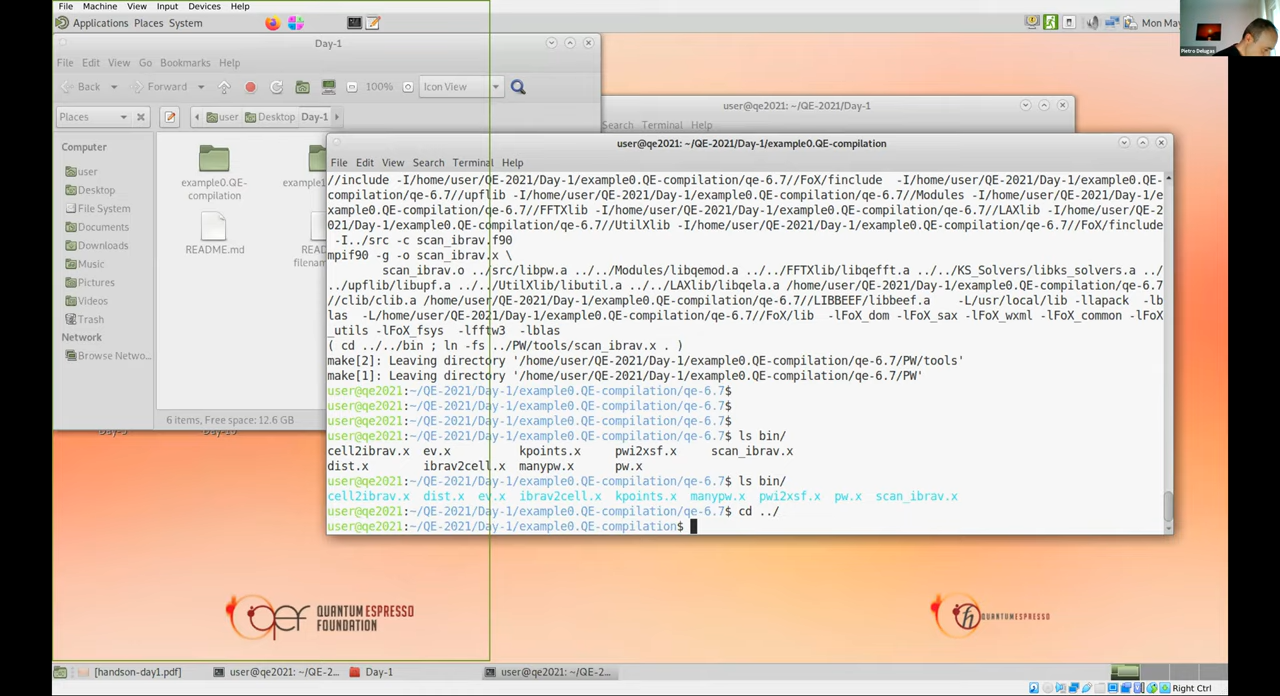 File Machine View Input Devices Help
Applications Places System
Mon May
Pietro Delugas
Day-1
File Edit View Go Bookmarks Help
Back Forward 100% Icon View
Places user Desktop Day-1
Computer
user
Desktop
File System
Documents
Downloads
Music
Pictures
Videos
Trash
Network
Browse Netwo...
example0.QE-
compilation
example
README.md
READ
filenam
6 items, Free space: 12.6 GB
user@qe2021: ~/QE-2021/Day-1
Search Terminal Help
user@qe2021: ~/QE-2021/Day-1/example0.QE-compilation
File Edit View Search Terminal Help
//include -I/home/user/QE-2021/Day-1/example0.QE-compilation/qe-6.7//FoX/finclude -I/home/user/QE-2021/Day-1/example0.QE-
compilation/qe-6.7//upflib -I/home/user/QE-2021/Day-1/example0.QE-compilation/qe-6.7//Modules -I/home/user/QE-2021/Day-1/e
xample0.QE-compilation/qe-6.7//FFTXlib -I/home/user/QE-2021/Day-1/example0.QE-compilation/qe-6.7//LAXlib -I/home/user/QE-2
021/Day-1/example0.QE-compilation/qe-6.7//UtilXlib -I/home/user/QE-2021/Day-1/example0.QE-compilation/qe-6.7//FoX/finclude
-I../src -c scan_ibrav.f90
mpif90 -g -o scan_ibrav.x \
scan_ibrav.o ../src/libpw.a ../../Modules/libqemod.a ../../FFTXlib/libqefft.a ../../KS_Solvers/libks_solvers.a ../
../upflib/libupf.a ../../UtilXlib/libutil.a ../../LAXlib/libqela.a /home/user/QE-2021/Day-1/example0.QE-compilation/qe-6.7
//clib/clib.a /home/user/QE-2021/Day-1/example0.QE-compilation/qe-6.7//LIBBEEF/libbeef.a -L/usr/local/lib -llapack -lb
las -L/home/user/QE-2021/Day-1/example0.QE-compilation/qe-6.7//FoX/lib -lFoX_dom -lFoX_sax -lFoX_wxml -lFoX_common -lFoX
_utils -lFoX_fsys -lfftw3 -lblas
( cd ../../bin ; ln -fs ../PW/tools/scan_ibrav.x . )
make[2]: Leaving directory '/home/user/QE-2021/Day-1/example0.QE-compilation/qe-6.7/PW/tools'
make[1]: Leaving directory '/home/user/QE-2021/Day-1/example0.QE-compilation/qe-6.7/PW'
user@qe2021:~/QE-2021/Day-1/example0.QE-compilation/qe-6.7$
user@qe2021:~/QE-2021/Day-1/example0.QE-compilation/qe-6.7$
user@qe2021:~/QE-2021/Day-1/example0.QE-compilation/qe-6.7$
user@qe2021:~/QE-2021/Day-1/example0.QE-compilation/qe-6.7$ ls bin/
cell2ibrav.x ev.x kpoints.x pwi2xsf.x scan_ibrav.x
dist.x ibrav2cell.x manypw.x pw.x
user@qe2021:~/QE-2021/Day-1/example0.QE-compilation/qe-6.7$ ls bin/
cell2ibrav.x dist.x ev.x ibrav2cell.x kpoints.x manypw.x pwi2xsf.x pw.x scan_ibrav.x
user@qe2021:~/QE-2021/Day-1/example0.QE-compilation/qe-6.7$ cd ../
user@qe2021:~/QE-2021/Day-1/example0.QE-compilation$
QUANTUM ESPRESSO
FOUNDATION
QUANTUMESPRESSO
[handson-day1.pdf] user@qe2021: ~/QE-2... Day-1 user@qe2021: ~/QE-2...
Right Ctrl